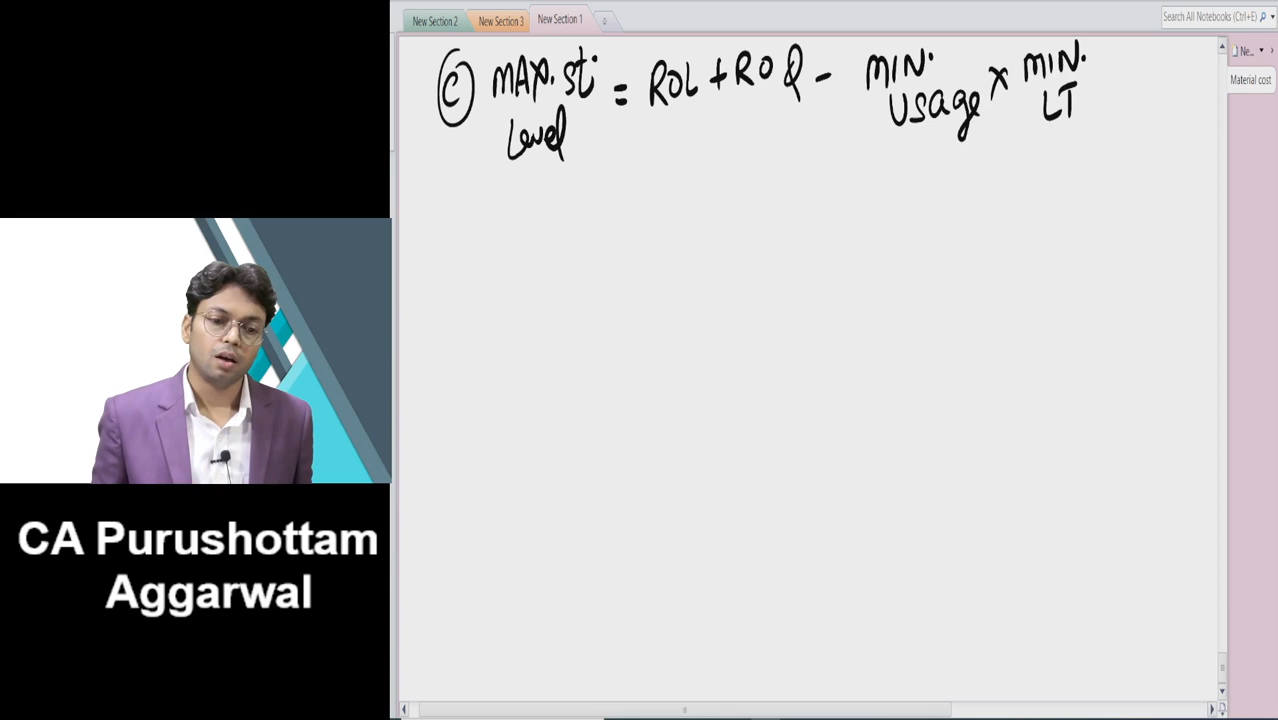 New Section 2
New Section 3
New Section 1
Search All Notebooks (Ctrl+E)
Ne...
Material cost
(C) MAX. St. Level = ROL + ROQ - MIN. Usage x MIN. LT
CA Purushottam
Aggarwal